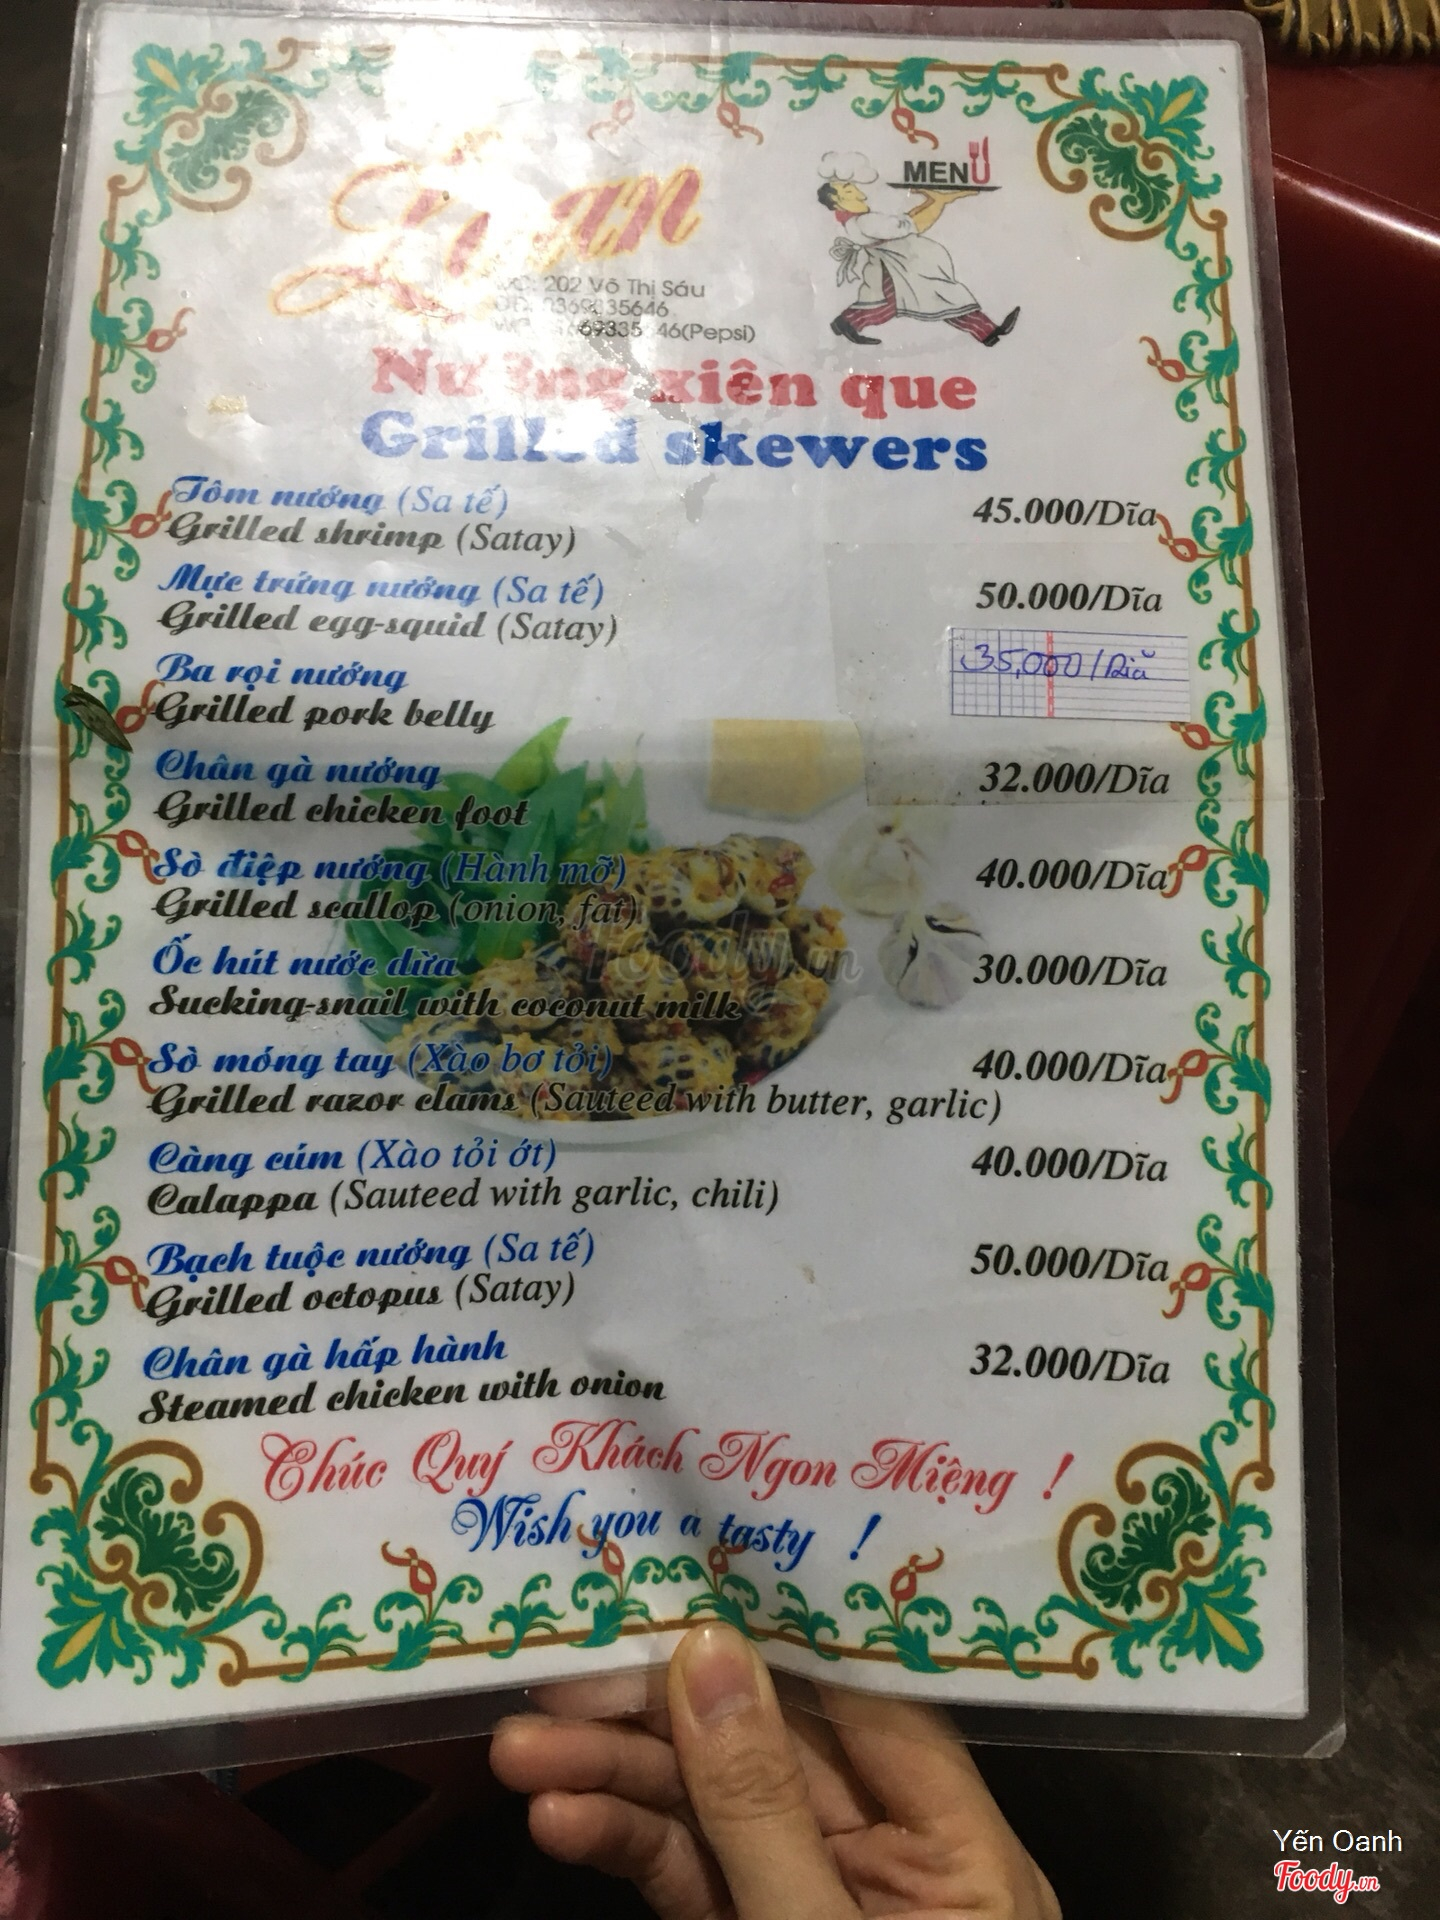 MENU
202 Võ Thị Sáu
(Pepsi)
Nướng xiên que
Grilled skewers
Tôm nướng (Sa tế)
45.000/Dĩa
Grilled shrimp (Satay)
Mực trứng nướng (Sa tế)
50.000/Dĩa
Grilled egg-squid (Satay)
Ba rọi nướng
35,000/Dĩa
Grilled pork belly
Chân gà nướng
32.000/Dĩa
Grilled chicken foot
Sò điệp nướng (Hành mỡ)
40.000/Dĩa
Grilled scallop (onion, fat)
Foody.vn
Ốc hút nước dừa
30.000/Dĩa
Sucking-snail with coconut milk
Sò móng tay (Xào bơ tỏi)
40.000/Dĩa
Grilled razor clams (Sauteed with butter, garlic)
Càng cúm (Xào tỏi ớt)
40.000/Dĩa
Calappa (Sauteed with garlic, chili)
Bạch tuộc nướng (Sa tế)
50.000/Dĩa
Grilled octopus (Satay)
Chân gà hấp hành
32.000/Dĩa
Steamed chicken with onion
Chúc Quý Khách Ngon Miệng !
Wish you a tasty !
Yến Oanh
Foody.vn